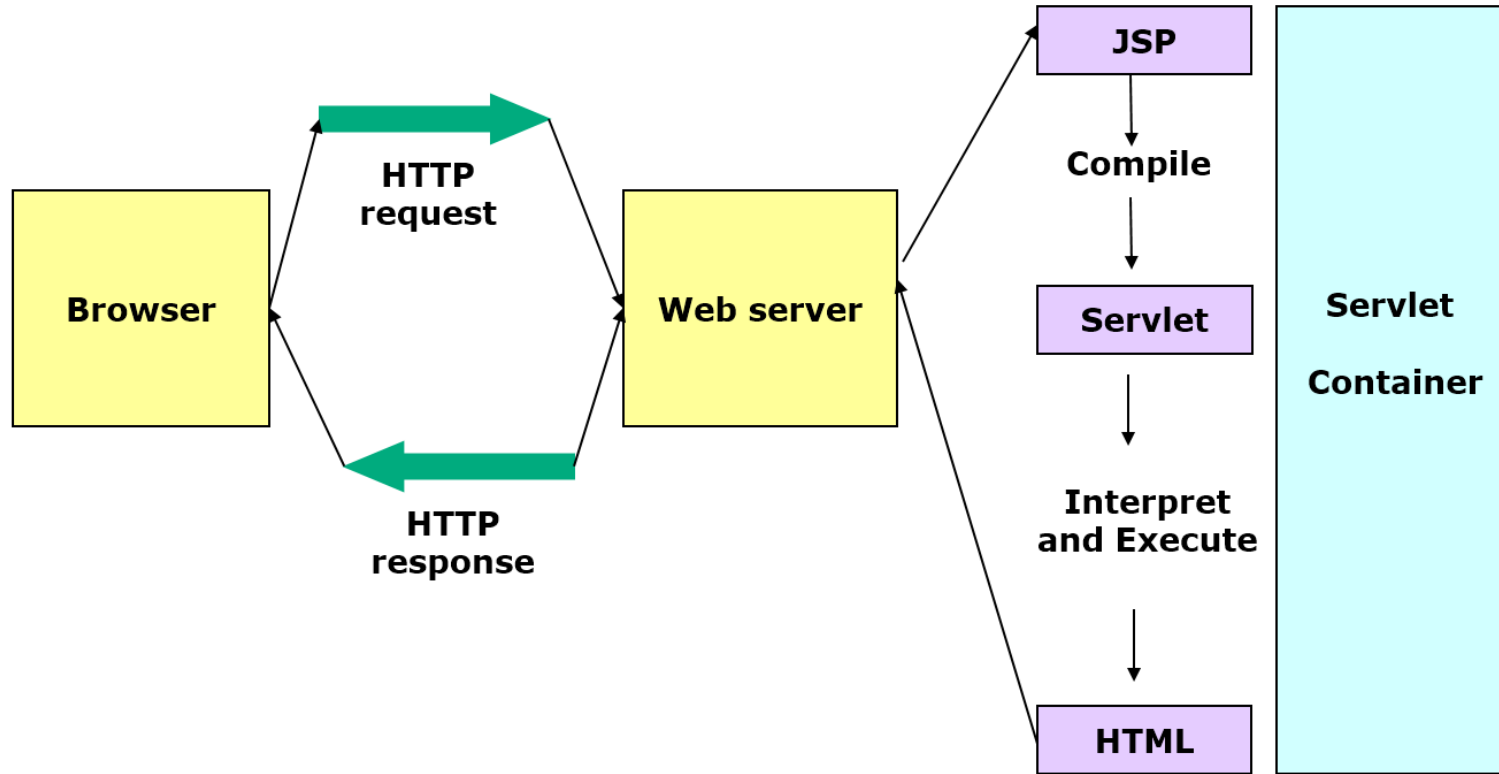 JSP
HTTP
request
Compile
Browser
Web server
Servlet
Servlet
Container
HTTP
response
Interpret
and Execute
HTML